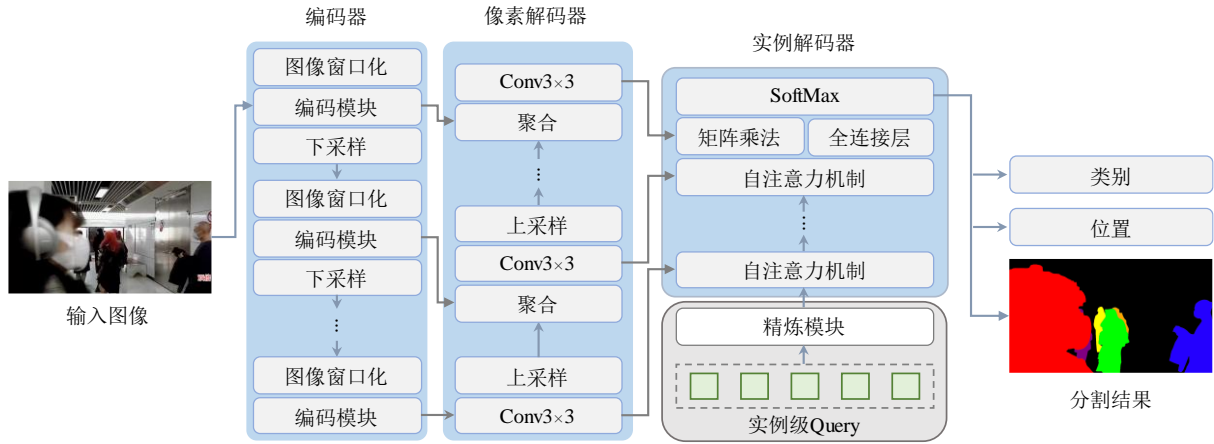 编码器
像素解码器
实例解码器
图像窗口化
编码模块
下采样
图像窗口化
编码模块
下采样
...
图像窗口化
编码模块
Conv3×3
聚合
...
上采样
Conv3×3
聚合
上采样
Conv3×3
SoftMax
矩阵乘法
全连接层
自注意力机制
...
自注意力机制
精炼模块
实例级Query
输入图像
类别
位置
分割结果